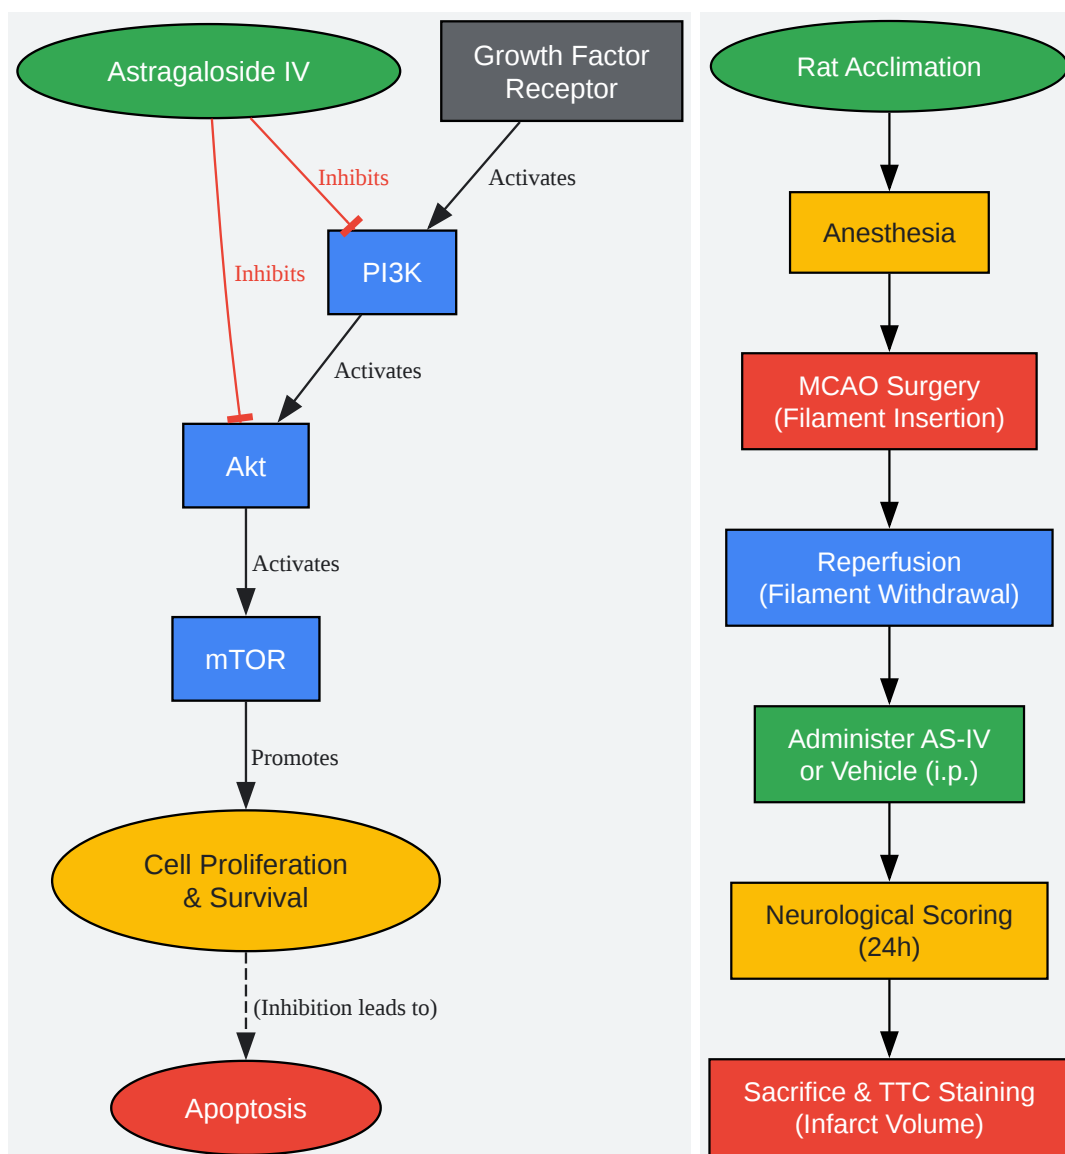 Astragaloside IV
Growth Factor
Receptor
Inhibits
Activates
Inhibits
PI3K
Activates
Akt
Activates
mTOR
Promotes
Cell Proliferation
& Survival
(Inhibition leads to)
Apoptosis
Rat Acclimation
Anesthesia
MCAO Surgery
(Filament Insertion)
Reperfusion
(Filament Withdrawal)
Administer AS-IV
or Vehicle (i.p.)
Neurological Scoring
(24h)
Sacrifice & TTC Staining
(Infarct Volume)